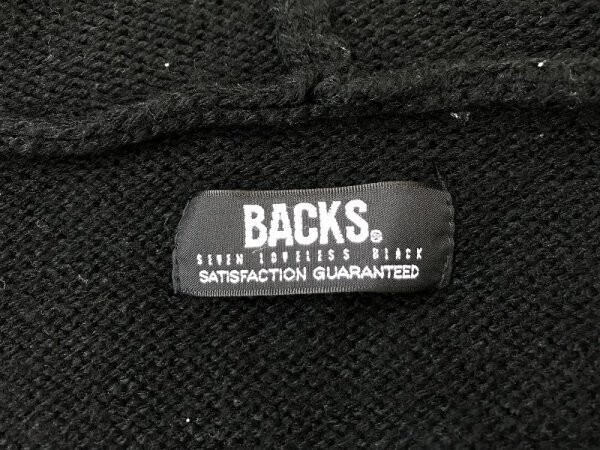 BACKS®
SEVEN LOVELESS BLACK
SATISFACTION GUARANTEED